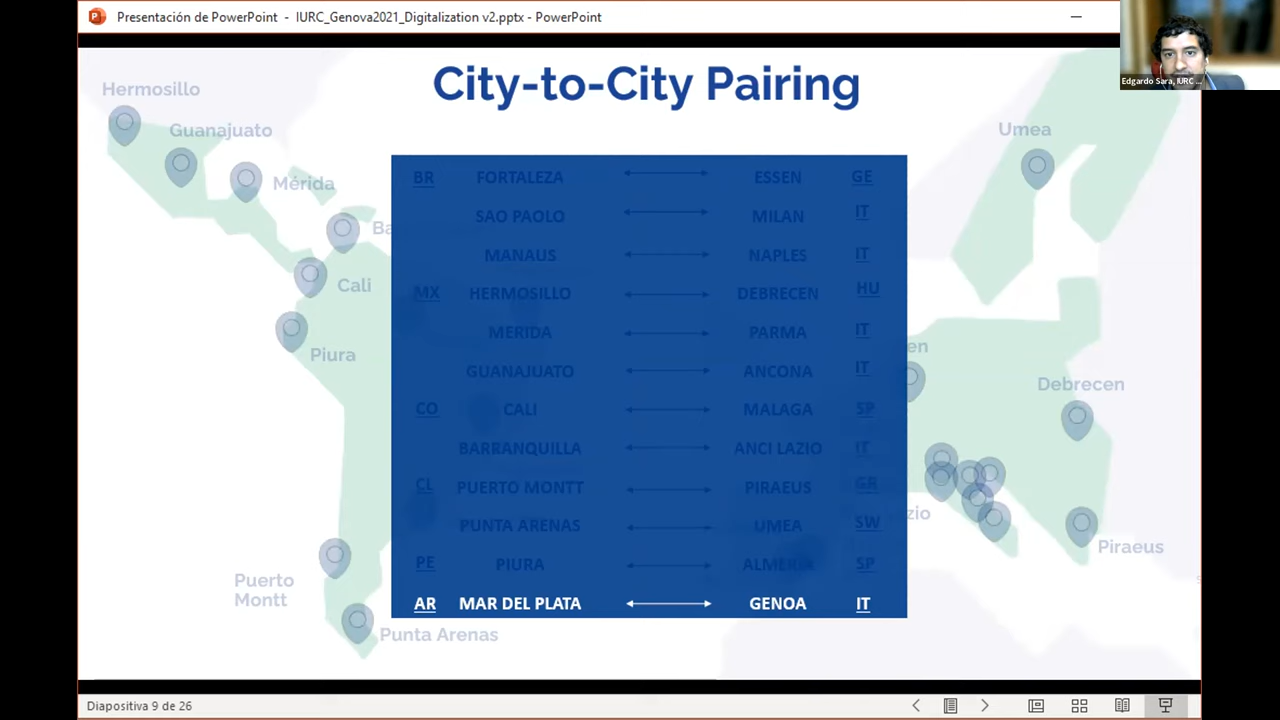 Presentación de PowerPoint - IURC_Genova2021_Digitalization v2.pptx - PowerPoint
Edgardo Sara, IURC ...
City-to-City Pairing
Hermosillo
Guanajuato
Mérida
Ba
Cali
Piura
Puerto
Montt
Punta Arenas
Umea
en
Debrecen
zio
Piraeus
BR FORTALEZA ESSEN GE
SAO PAOLO MILAN IT
MANAUS NAPLES IT
MX HERMOSILLO DEBRECEN HU
MERIDA PARMA IT
GUANAJUATO ANCONA IT
CO CALI MALAGA SP
BARRANQUILLA ANCI LAZIO IT
CL PUERTO MONTT PIRAEUS GR
PUNTA ARENAS UMEA SW
PE PIURA ALMERIA SP
AR MAR DEL PLATA GENOA IT
Diapositiva 9 de 26